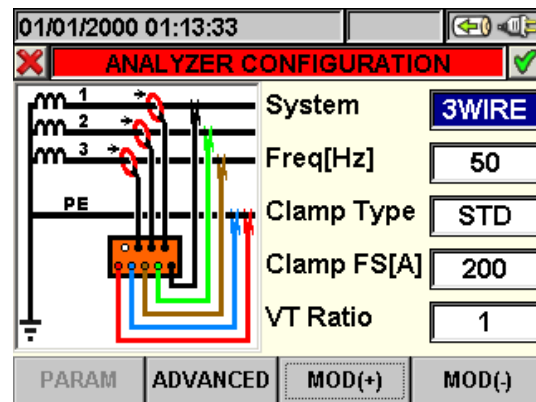 01/01/2000 01:13:33
ANALYZER CONFIGURATION
1
2
3
PE
System 3WIRE
Freq[Hz] 50
Clamp Type STD
Clamp FS[A] 200
VT Ratio 1
PARAM ADVANCED MOD(+) MOD(-)